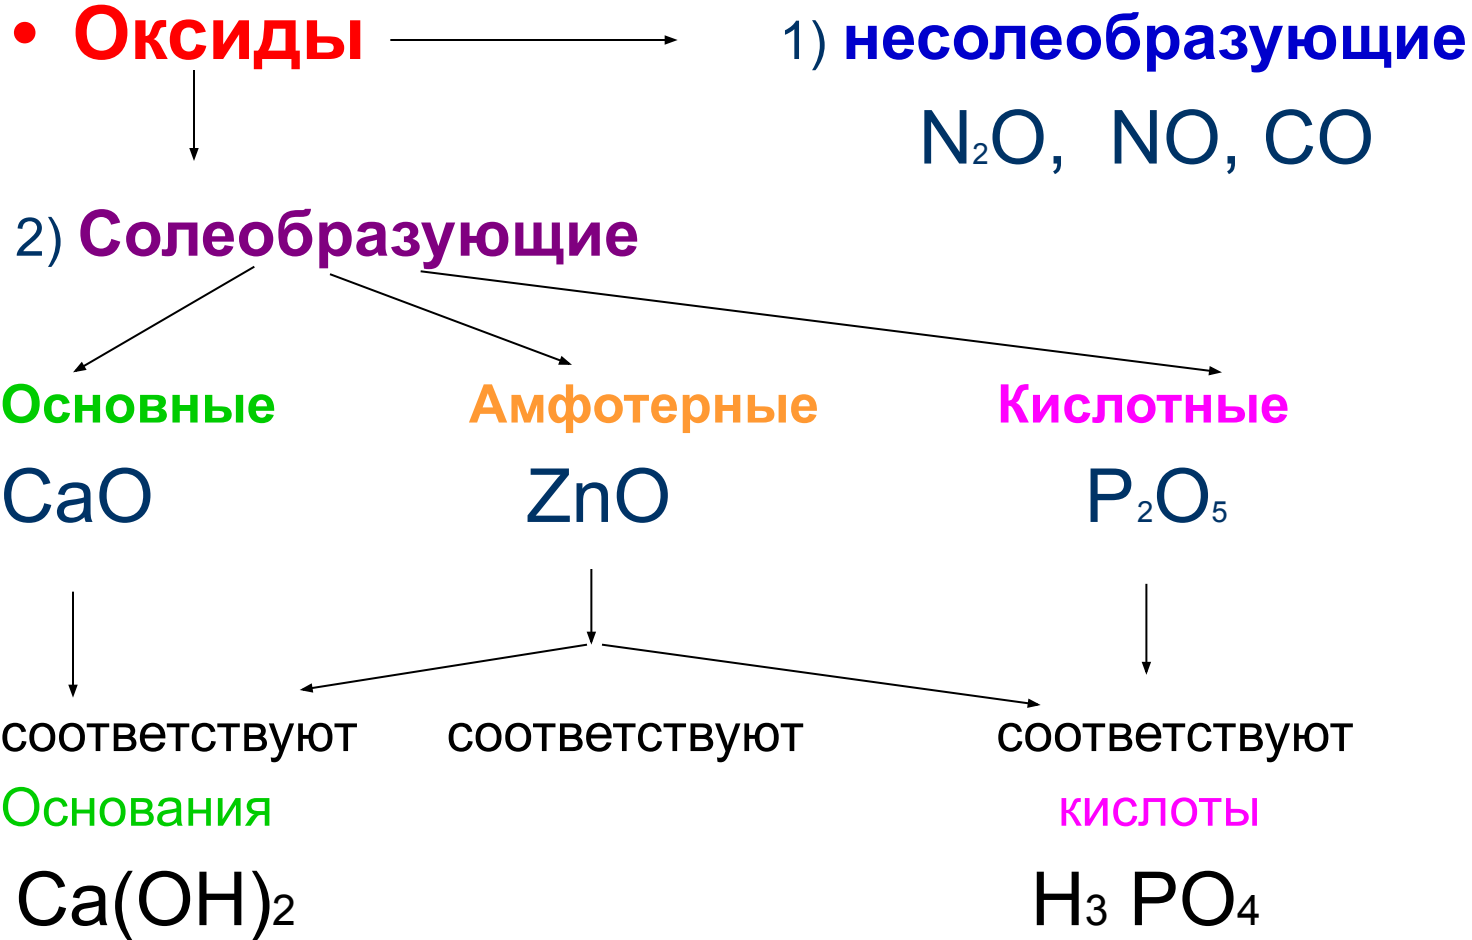 • Оксиды 1) несолеобразующие
N₂O, NO, CO
2) Солеобразующие
Основные Амфотерные Кислотные
CaO ZnO P₂O₅
соответствуют соответствуют соответствуют
Основания кислоты
Ca(OH)₂ H₃ PO₄